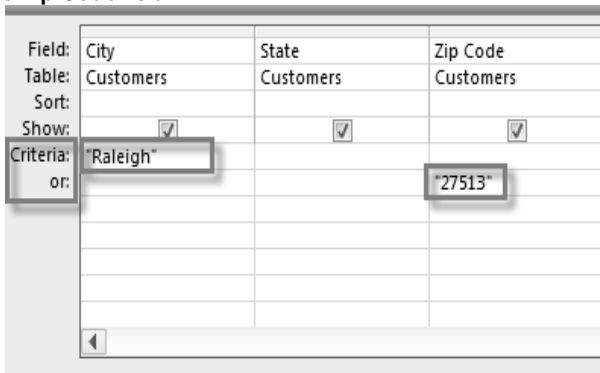 Field: City State Zip Code
Table: Customers Customers Customers
Sort:
Show:
Criteria: "Raleigh"
or: "27513"